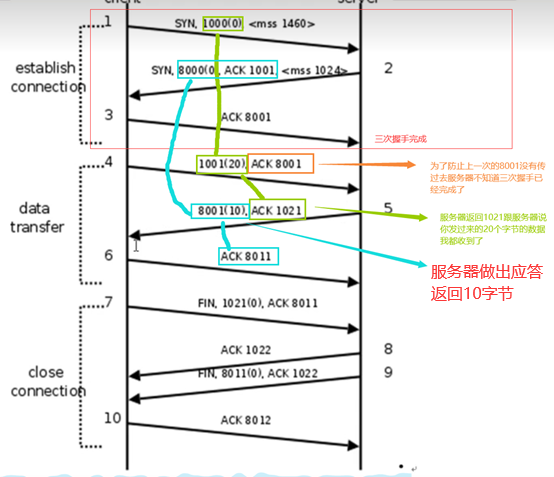 client
server
1
SYN, 1000(0), <mss 1460>
establish
connection
SYN, 8000(0), ACK 1001, <mss 1024>
2
3
ACK 8001
三次握手完成
4
1001(20), ACK 8001
为了防止上一次的8001没有传
过去服务器不知道三次握手已
经完成了
data
transfer
8001(10), ACK 1021
5
服务器返回1021跟服务器说
你发过来的20个字节的数据
我都收到了
6
ACK 8011
服务器做出应答
返回10字节
7
FIN, 1021(0), ACK 8011
close
connection
ACK 1022
8
FIN, 8011(0), ACK 1022
9
10
ACK 8012